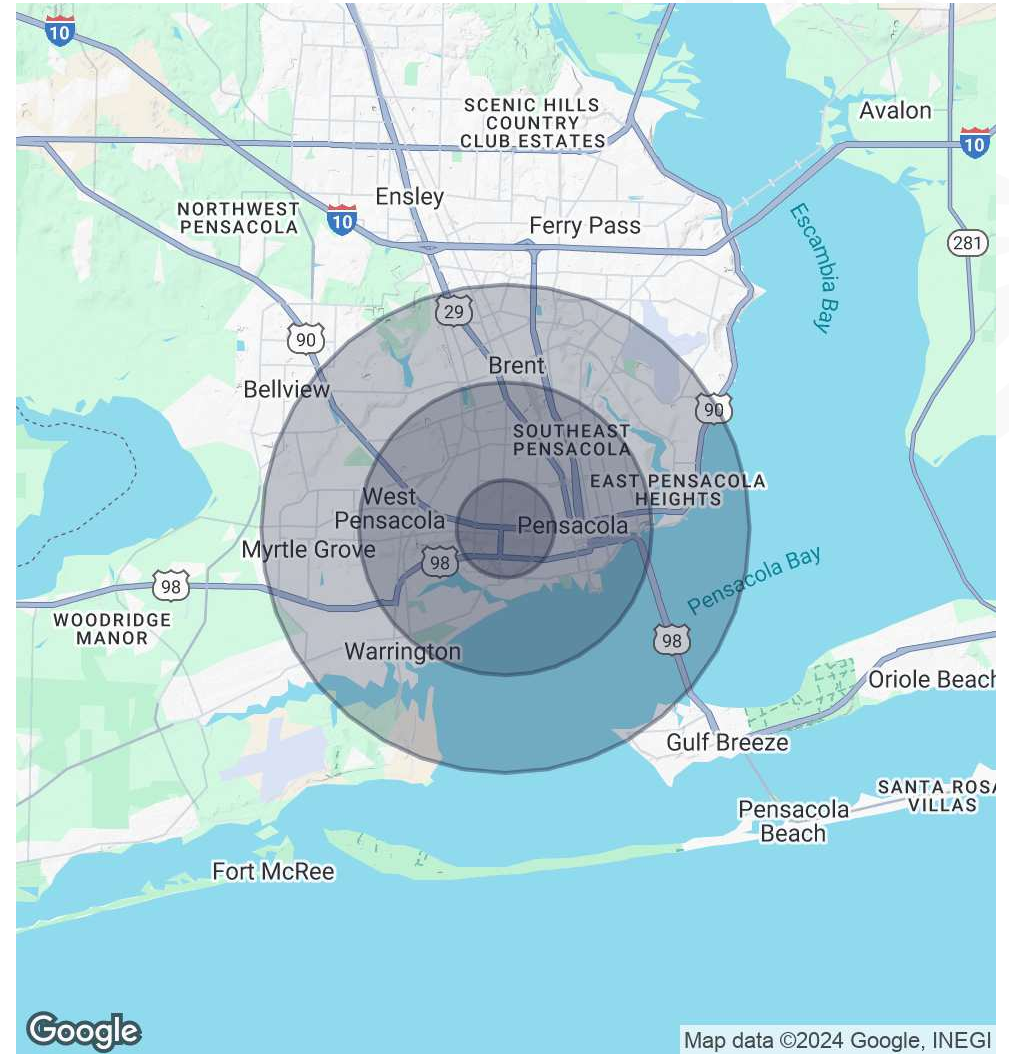 10
SCENIC HILLS
COUNTRY
CLUB ESTATES
Avalon
10
Ensley
NORTHWEST
PENSACOLA
10
Ferry Pass
281
Escambia Bay
29
90
Brent
Bellview
90
SOUTHEAST
PENSACOLA
EAST PENSACOLA
HEIGHTS
West
Pensacola
Pensacola
Myrtle Grove
98
98
Pensacola Bay
WOODRIDGE
MANOR
98
Warrington
Oriole Beach
Gulf Breeze
SANTA ROSA
VILLAS
Pensacola
Beach
Fort McRee
Google
Map data ©2024 Google, INEGI